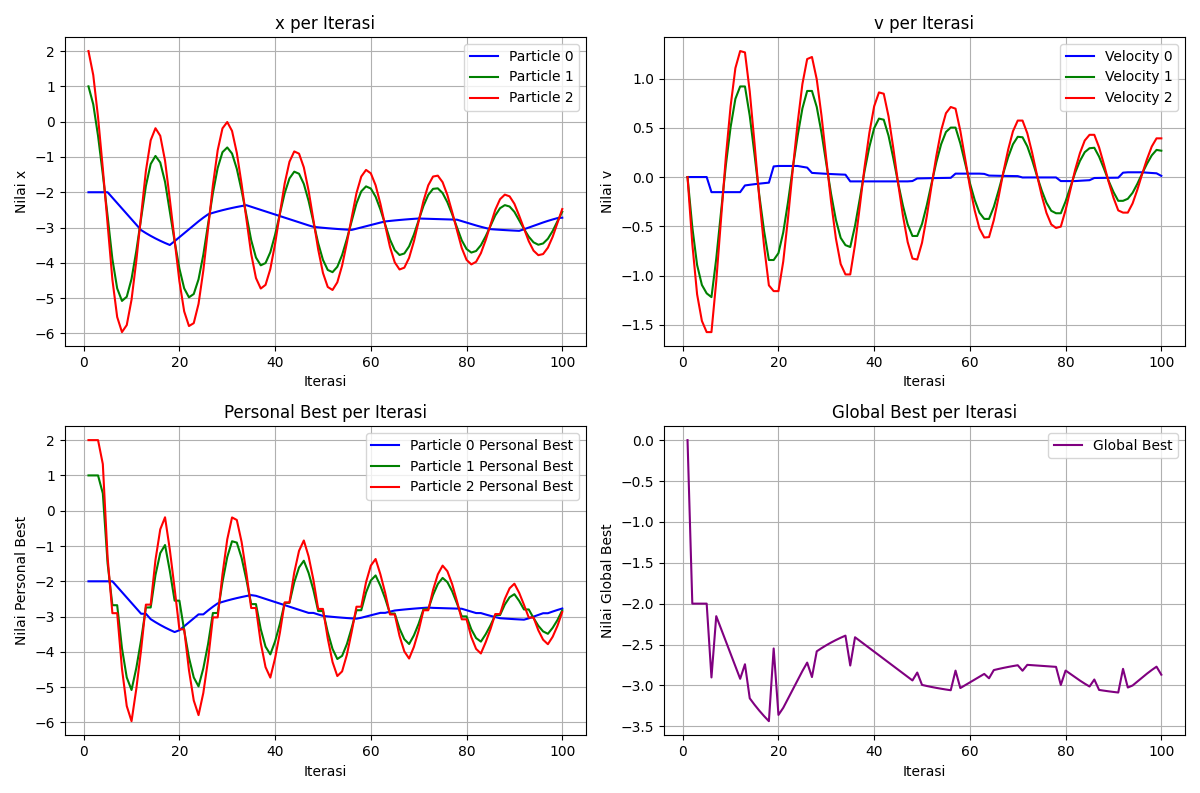 x per Iterasi
Nilai x
2
1
0
−1
−2
−3
−4
−5
−6
Particle 0
Particle 1
Particle 2
0 20 40 60 80 100
Iterasi
v per Iterasi
Nilai v
1.0
0.5
0.0
−0.5
−1.0
−1.5
Velocity 0
Velocity 1
Velocity 2
0 20 40 60 80 100
Iterasi
Personal Best per Iterasi
Nilai Personal Best
2
1
0
−1
−2
−3
−4
−5
−6
Particle 0 Personal Best
Particle 1 Personal Best
Particle 2 Personal Best
0 20 40 60 80 100
Iterasi
Global Best per Iterasi
Nilai Global Best
0.0
−0.5
−1.0
−1.5
−2.0
−2.5
−3.0
−3.5
Global Best
0 20 40 60 80 100
Iterasi